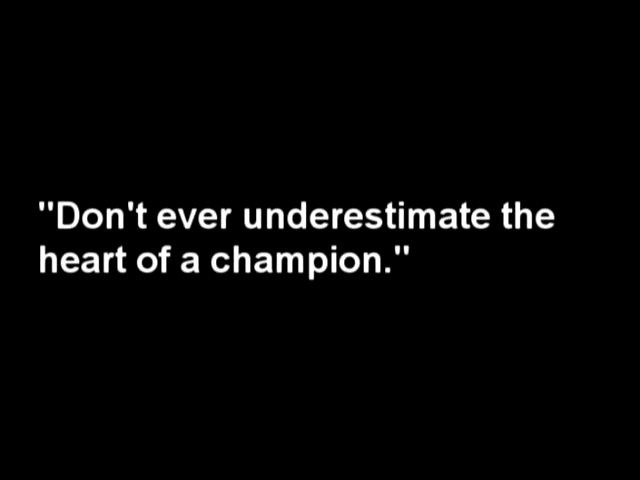 "Don't ever underestimate the
heart of a champion."